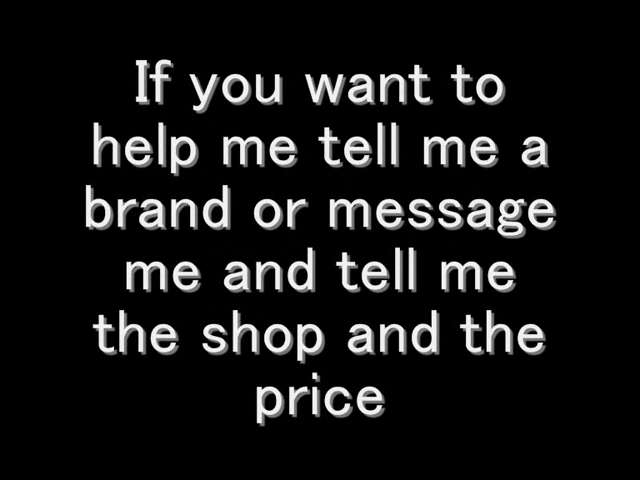 If you want to
help me tell me a
brand or message
me and tell me
the shop and the
price